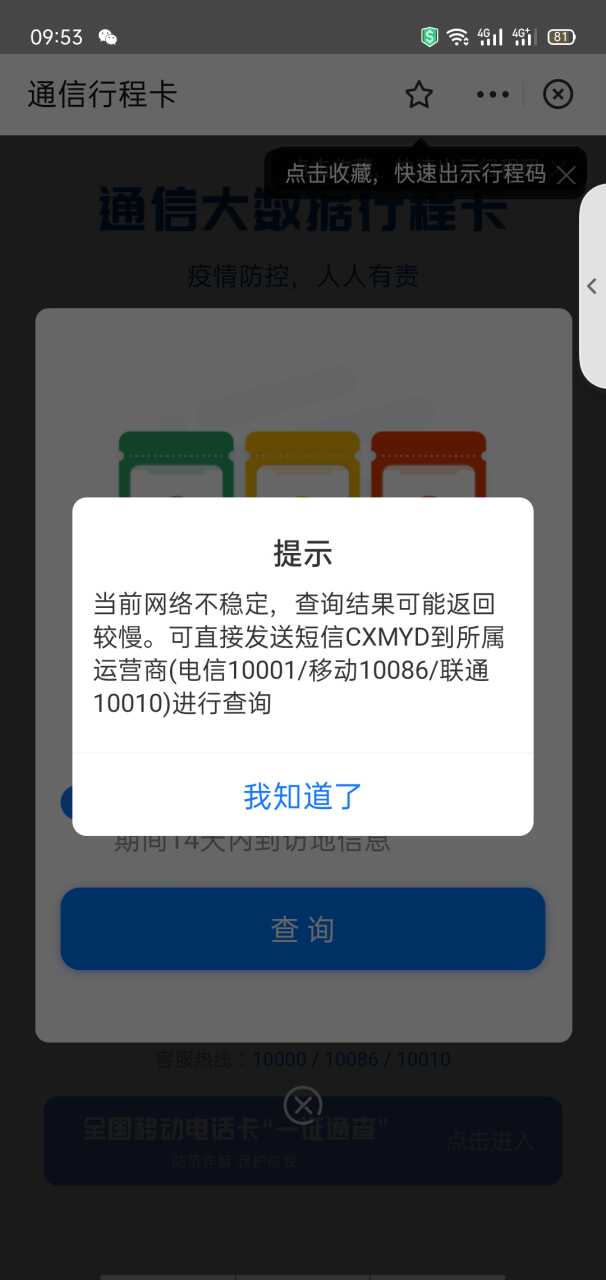 09:53
4G
4G+
81
通信行程卡
点击收藏，快速出示行程码
通信大数据行程卡
疫情防控，人人有责
提示
当前网络不稳定，查询结果可能返回
较慢。可直接发送短信CXMYD到所属
运营商(电信10001/移动10086/联通
10010)进行查询
我知道了
期间14天内到访地信息
查询
客服热线：10000 / 10086 / 10010
全国移动电话卡“一证通查”
点击进入